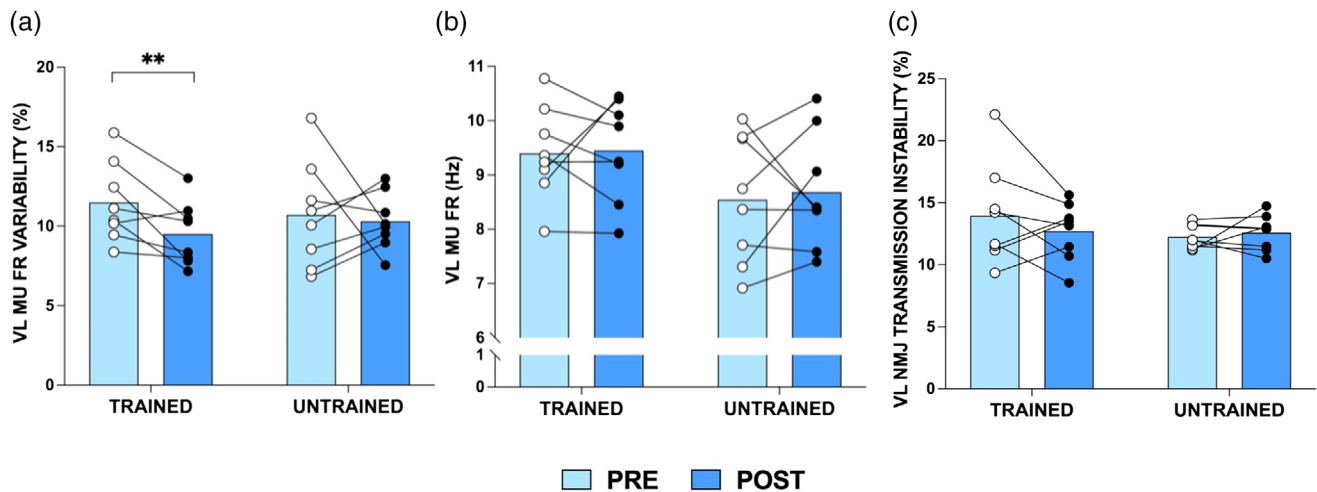 (a)
(b)
(c)
VL MU FR VARIABILITY (%)
20
15
10
5
0
**
TRAINED
UNTRAINED
VL MU FR (Hz)
11
10
9
8
7
6
1
0
TRAINED
UNTRAINED
VL NMJ TRANSMISSION INSTABILITY (%)
25
20
15
10
5
0
TRAINED
UNTRAINED
PRE
POST